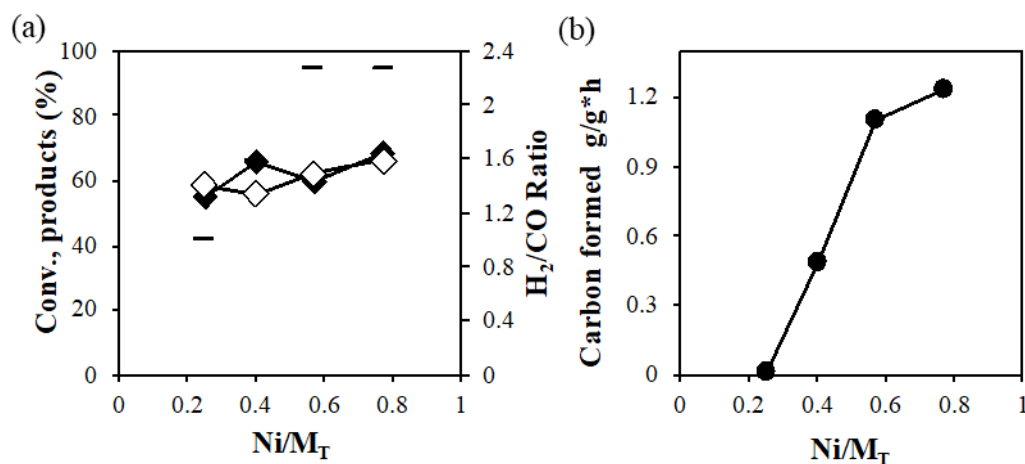 (a)
Conv., products (%)
100
80
60
40
20
0
2.4
2
1.6
1.2
0.8
0.4
0
H2/CO Ratio
0 0.2 0.4 0.6 0.8 1
Ni/MT
(b)
Carbon formed g/g*h
1.2
0.9
0.6
0.3
0
0 0.2 0.4 0.6 0.8 1
Ni/MT